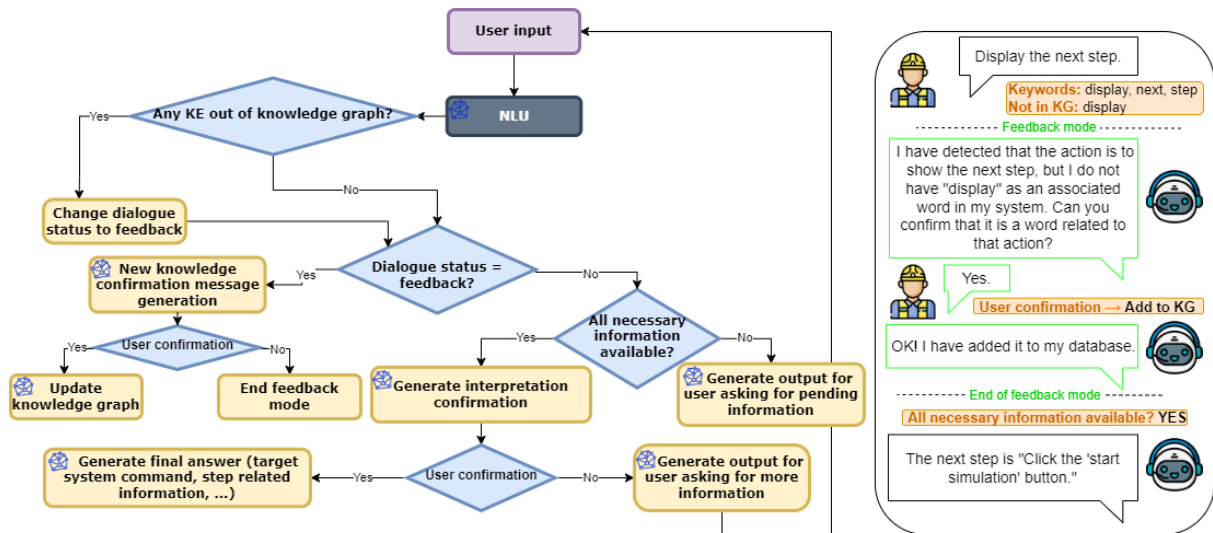 User input
NLU
Any KE out of knowledge graph?
Yes
No
Change dialogue
status to feedback
Dialogue status =
feedback?
Yes
No
New knowledge
confirmation message
generation
User confirmation
Yes
No
Update
knowledge graph
End feedback
mode
All necessary
information
available?
Yes
No
Generate interpretation
confirmation
Generate output for
user asking for pending
information
User confirmation
Yes
No
Generate final answer (target
system command, step related
information, ...)
Generate output for
user asking for more
information
Display the next step.
Keywords: display, next, step
Not in KG: display
Feedback mode
I have detected that the action is to
show the next step, but I do not
have "display" as an associated
word in my system. Can you
confirm that it is a word related to
that action?
Yes.
User confirmation → Add to KG
OK! I have added it to my database.
End of feedback mode
All necessary information available? YES
The next step is "Click the 'start
simulation' button."